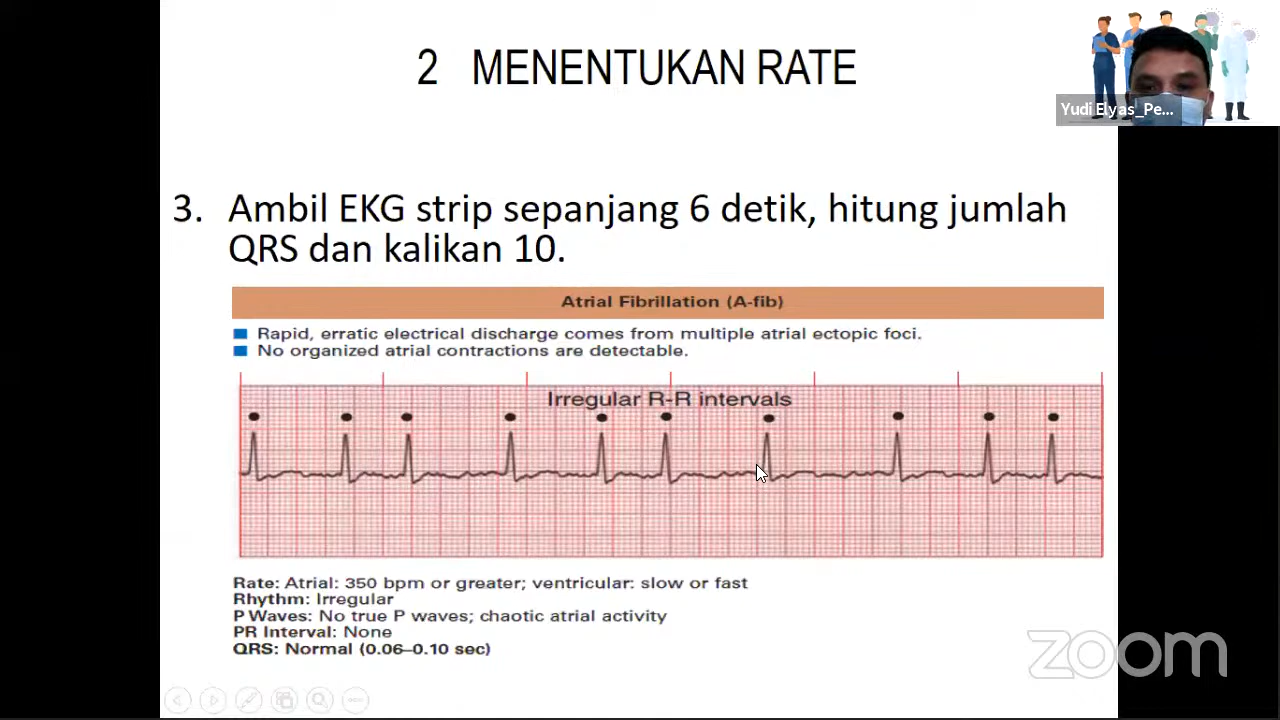 2 MENENTUKAN RATE
Yudi Elyas_Pe...
3. Ambil EKG strip sepanjang 6 detik, hitung jumlah
QRS dan kalikan 10.
Atrial Fibrillation (A-fib)
Rapid, erratic electrical discharge comes from multiple atrial ectopic foci.
No organized atrial contractions are detectable.
Irregular R-R intervals
Rate: Atrial: 350 bpm or greater; ventricular: slow or fast
Rhythm: Irregular
P Waves: No true P waves; chaotic atrial activity
PR Interval: None
QRS: Normal (0.06–0.10 sec)
zoom